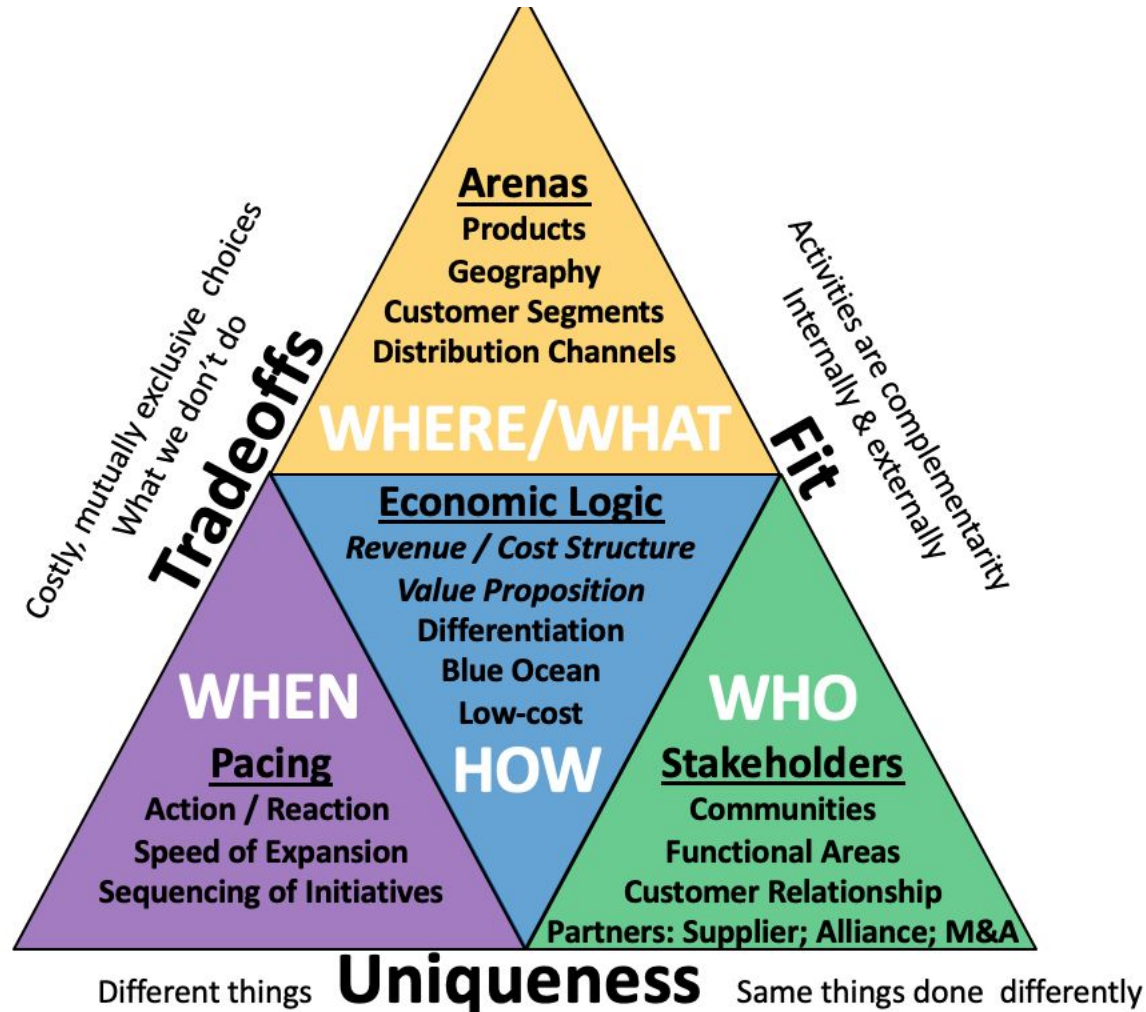 Arenas
Products
Geography
Customer Segments
Distribution Channels
WHERE/WHAT
Costly, mutually exclusive choices
What we don't do
Tradeoffs
Activities are complementarity
Internally & externally
Fit
Economic Logic
Revenue / Cost Structure
Value Proposition
Differentiation
Blue Ocean
Low-cost
HOW
WHEN
Pacing
Action / Reaction
Speed of Expansion
Sequencing of Initiatives
WHO
Stakeholders
Communities
Functional Areas
Customer Relationship
Partners: Supplier; Alliance; M&A
Different things Uniqueness Same things done differently